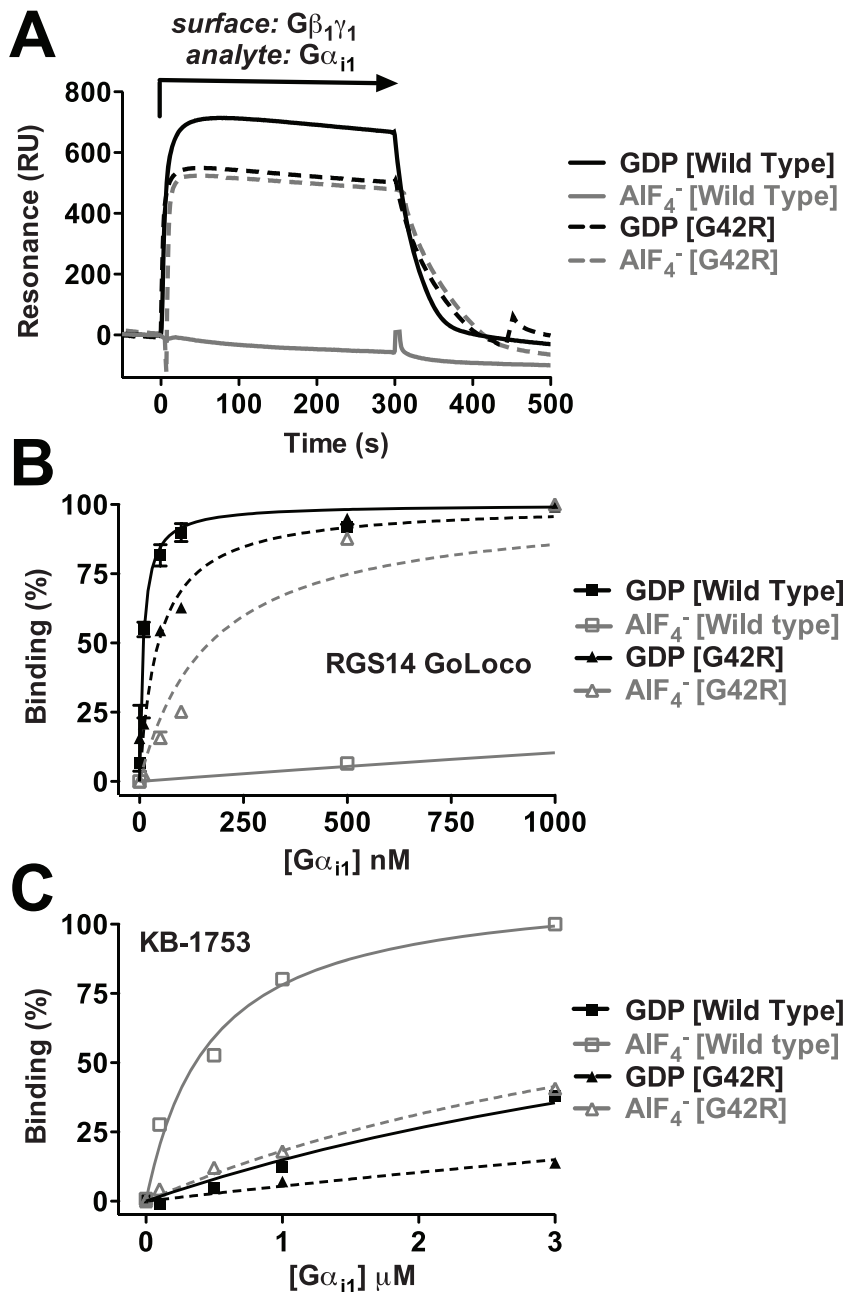 A
surface: Gβ₁γ₁
analyte: Gαᵢ₁
800
600
400
200
0
Resonance (RU)
0 100 200 300 400 500
Time (s)
GDP [Wild Type]
AlF₄⁻ [Wild Type]
GDP [G42R]
AlF₄⁻ [G42R]
B
100
75
50
25
0
Binding (%)
RGS14 GoLoco
0 250 500 750 1000
[Gαᵢ₁] nM
GDP [Wild Type]
AlF₄⁻ [Wild type]
GDP [G42R]
AlF₄⁻ [G42R]
C
KB-1753
100
75
50
25
0
Binding (%)
0 1 2 3
[Gαᵢ₁] μM
GDP [Wild Type]
AlF₄⁻ [Wild type]
GDP [G42R]
AlF₄⁻ [G42R]